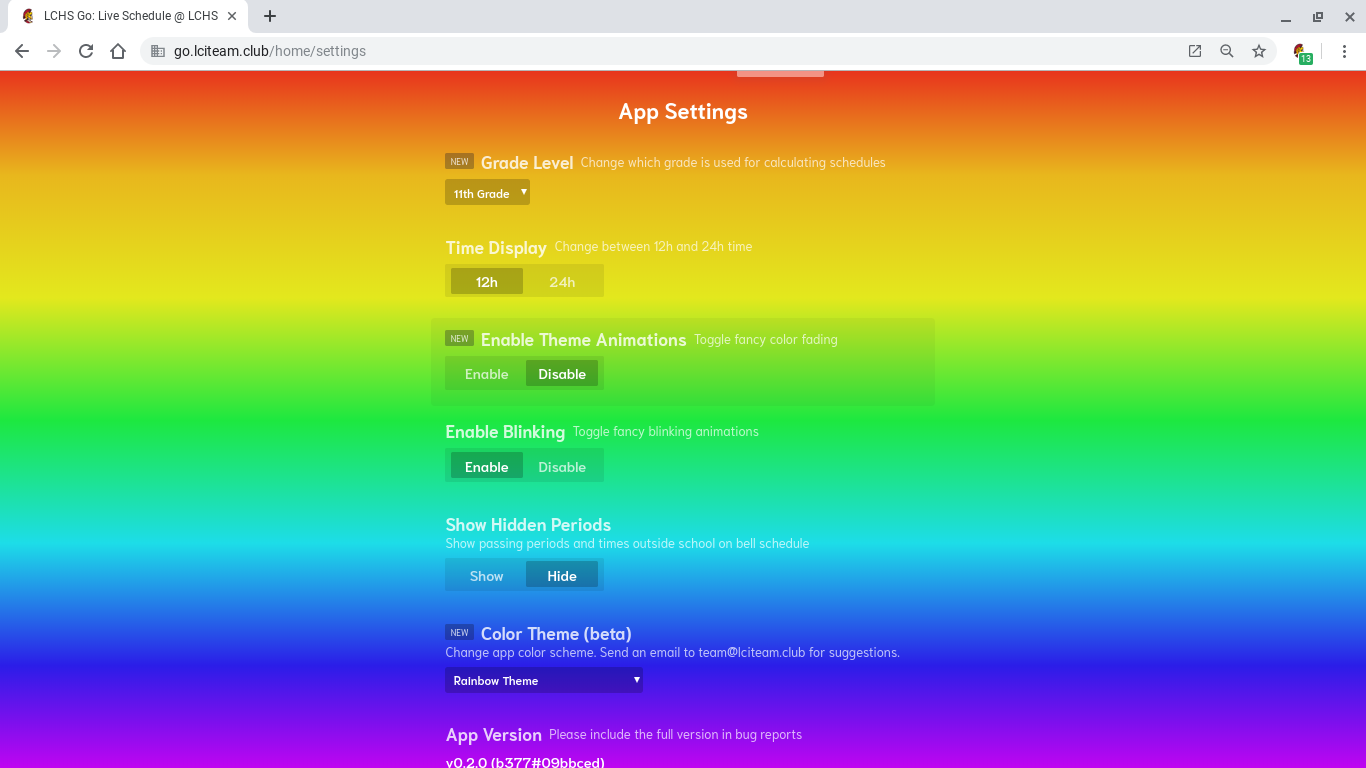 LCHS Go: Live Schedule @ LCHS
go.lciteam.club/home/settings
13
App Settings
NEW Grade Level Change which grade is used for calculating schedules
11th Grade
Time Display Change between 12h and 24h time
12h 24h
NEW Enable Theme Animations Toggle fancy color fading
Enable Disable
Enable Blinking Toggle fancy blinking animations
Enable Disable
Show Hidden Periods
Show passing periods and times outside school on bell schedule
Show Hide
NEW Color Theme (beta)
Change app color scheme. Send an email to team@lciteam.club for suggestions.
Rainbow Theme
App Version Please include the full version in bug reports
v0.2.0 (b377#09bbced)